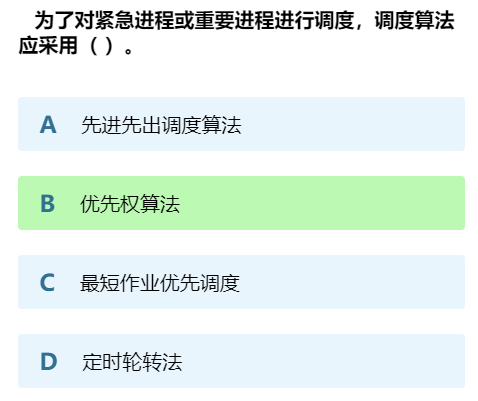 为了对紧急进程或重要进程进行调度，调度算法
应采用（ ）。
A 先进先出调度算法
B 优先权算法
C 最短作业优先调度
D 定时轮转法